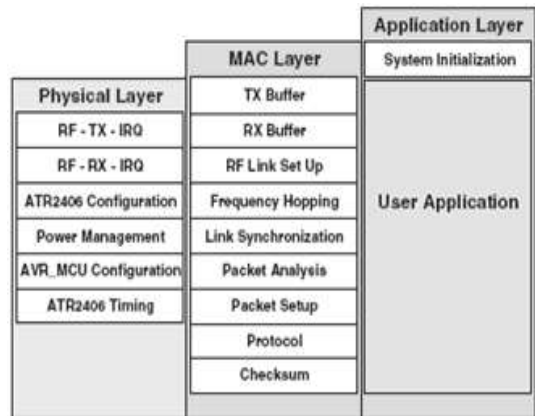 Physical Layer
RF - TX - IRQ
RF - RX - IRQ
ATR2406 Configuration
Power Management
AVR_MCU Configuration
ATR2406 Timing
MAC Layer
TX Buffer
RX Buffer
RF Link Set Up
Frequency Hopping
Link Synchronization
Packet Analysis
Packet Setup
Protocol
Checksum
Application Layer
System Initialization
User Application